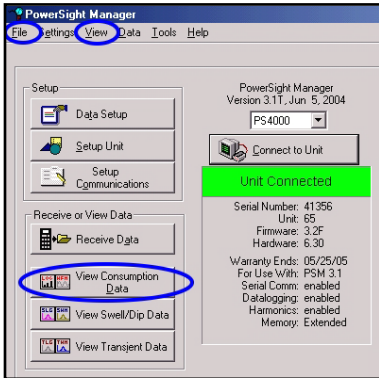 PowerSight Manager
File Settings View Data Tools Help
Setup
Data Setup
Setup Unit
Setup Communications
Receive or View Data
Receive Data
View Consumption Data
View Swell/Dip Data
View Transient Data
PowerSight Manager
Version 3.1T, Jun 5, 2004
PS4000
Connect to Unit
Unit Connected
Serial Number: 41356
Unit: 65
Firmware: 3.2F
Hardware: 6.30
Warranty Ends: 05/25/05
For Use With: PSM 3.1
Serial Comm: enabled
Datalogging: enabled
Harmonics: enabled
Memory: Extended